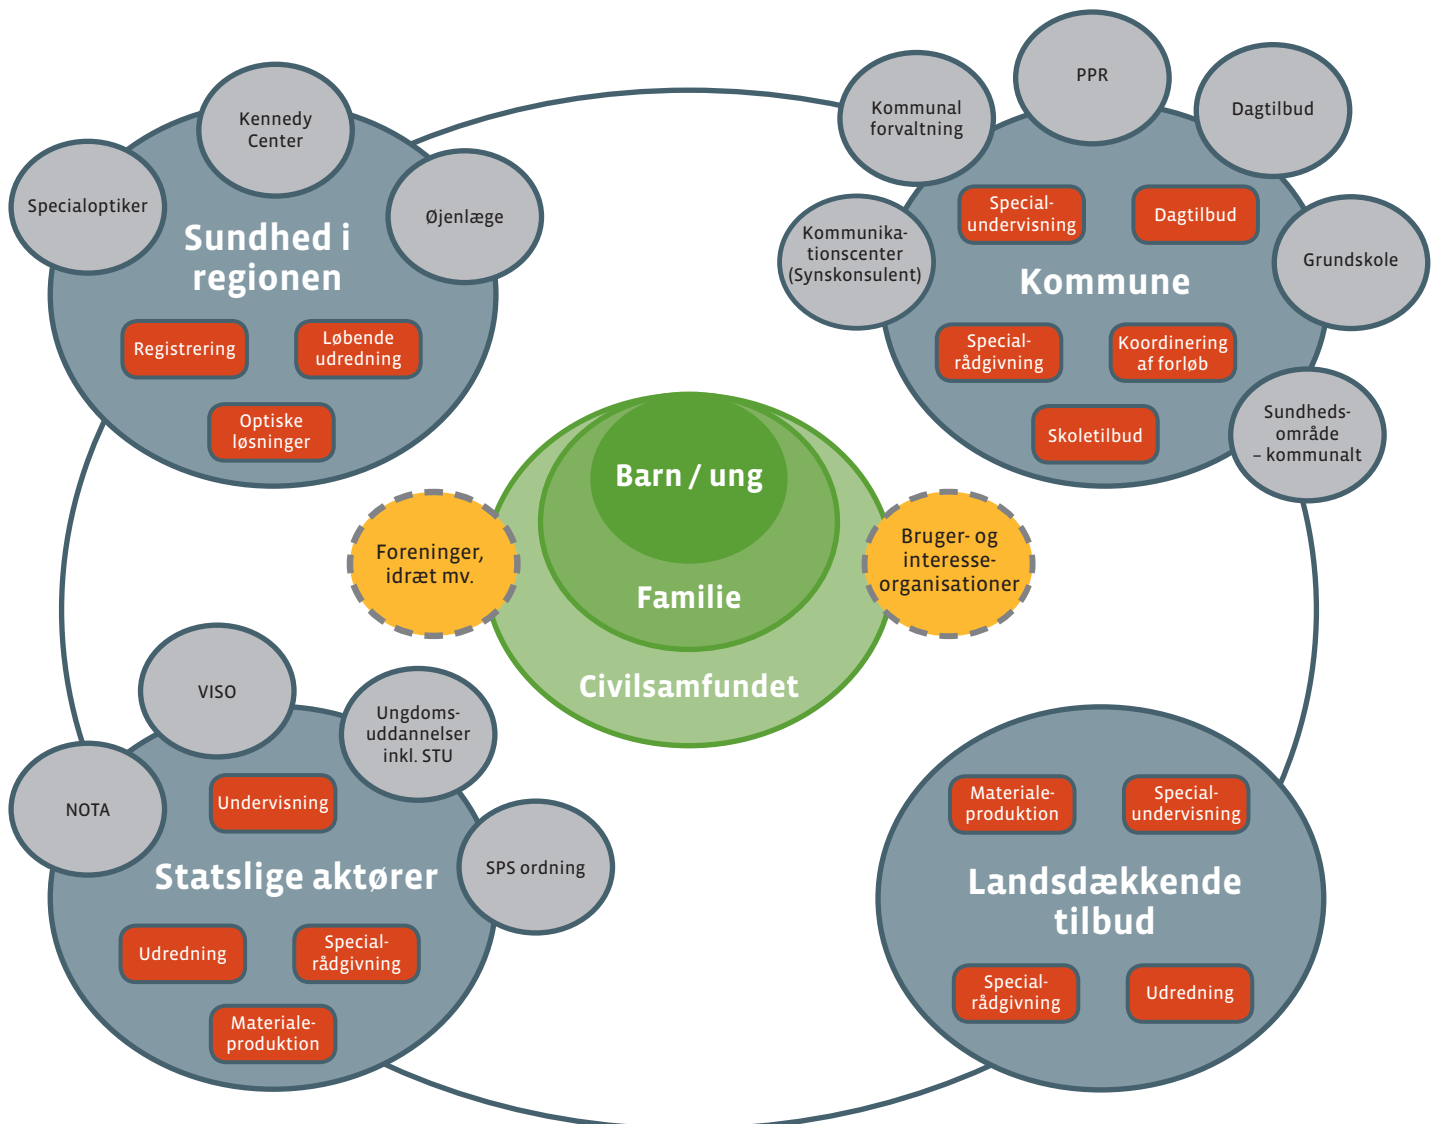 Kennedy
Center
Specialoptiker
Øjenlæge
Sundhed i
regionen
Registrering
Løbende
udredning
Optiske
løsninger
Kommunal
forvaltning
PPR
Dagtilbud
Kommunika-
tionscenter
(Synskonsulent)
Grundskole
Sundheds-
område
– kommunalt
Special-
undervisning
Dagtilbud
Kommune
Special-
rådgivning
Koordinering
af forløb
Skoletilbud
Barn / ung
Familie
Civilsamfundet
Foreninger,
idræt mv.
Bruger- og
interesse-
organisationer
VISO
Ungdoms-
uddannelser
inkl. STU
NOTA
SPS ordning
Undervisning
Statslige aktører
Udredning
Special-
rådgivning
Materiale-
produktion
Materiale-
produktion
Special-
undervisning
Landsdækkende
tilbud
Special-
rådgivning
Udredning